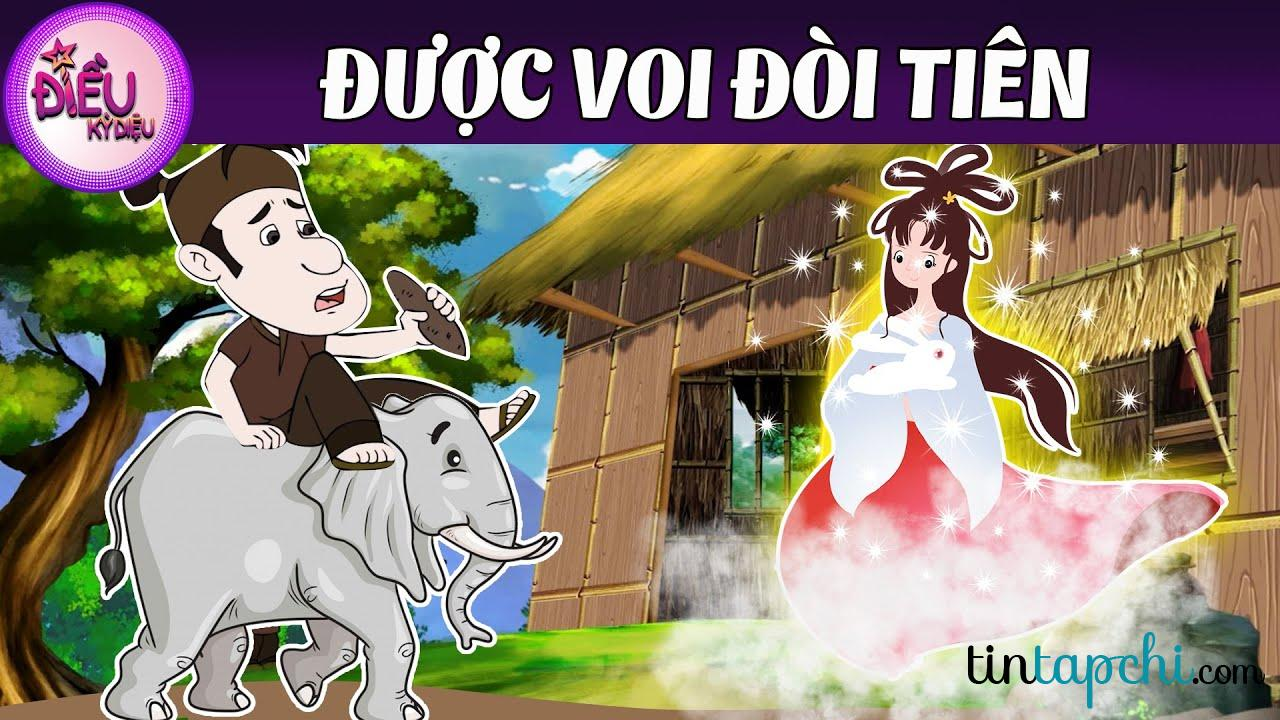 ĐIỀU
KỲ DIỆU
ĐƯỢC VOI ĐÒI TIÊN
tintapchi.com